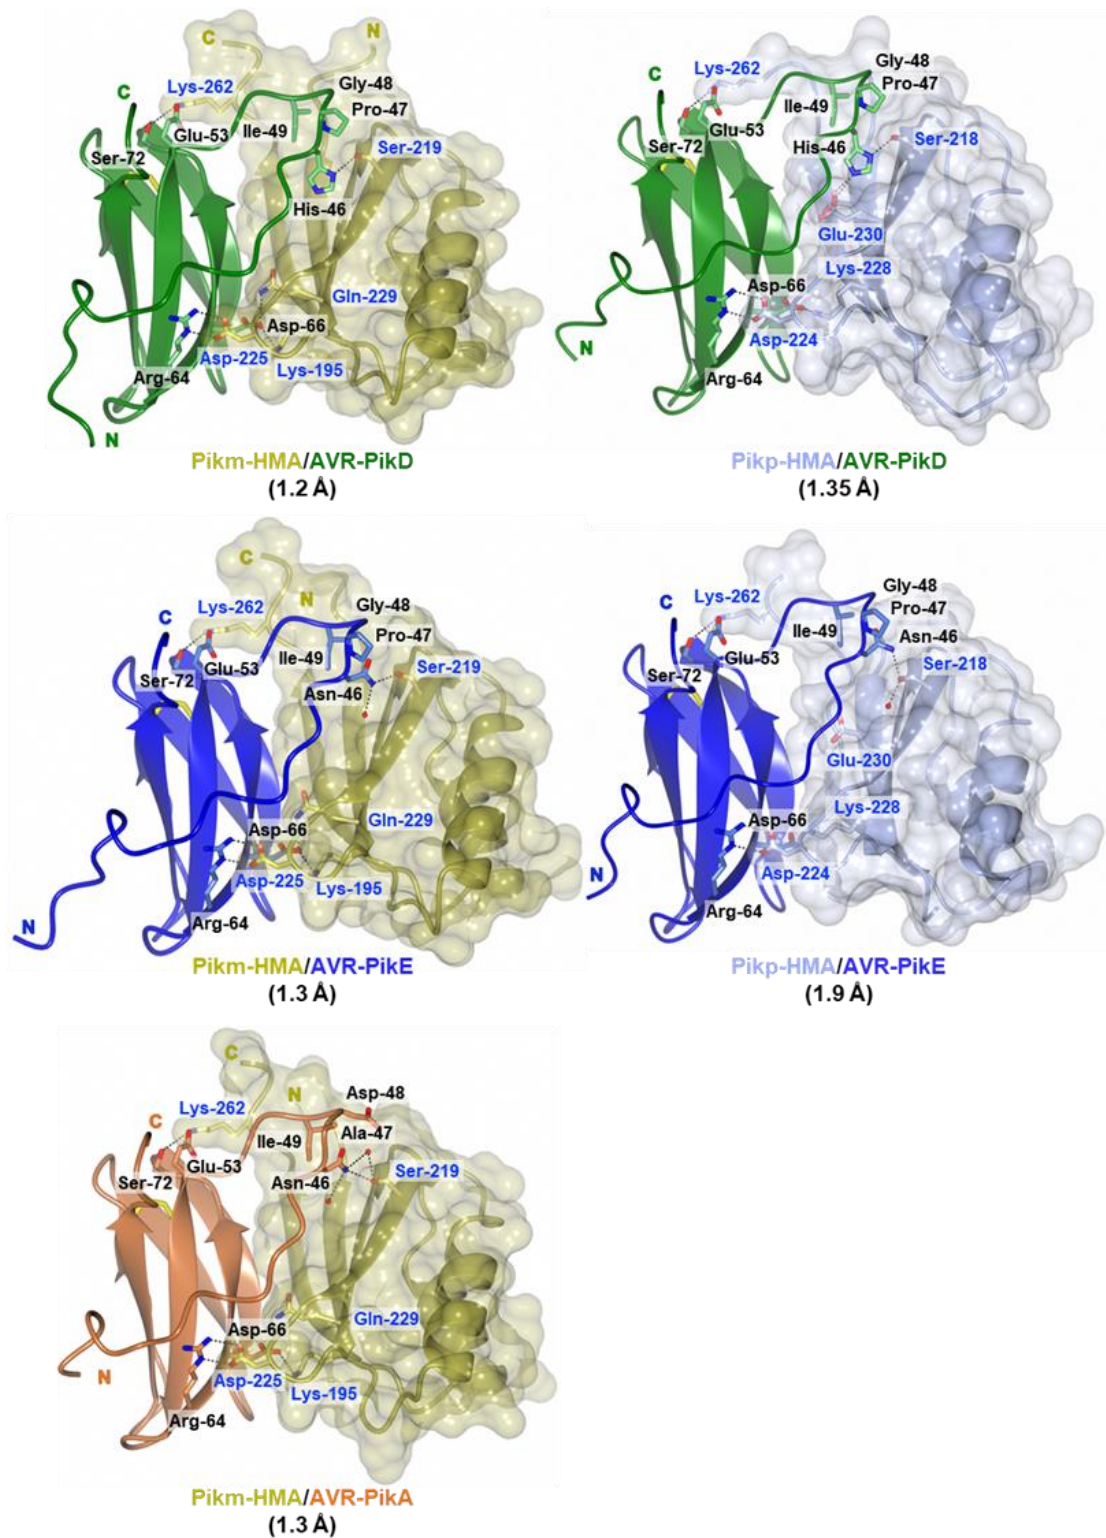 C
N
Lys-262
Gly-48
Pro-47
C
Glu-53
Ile-49
Ser-219
Ser-72
His-46
Gln-229
Asp-66
Asp-225
Lys-195
Arg-64
N
Pikm-HMA/AVR-PikD
(1.2 Å)
Gly-48
Lys-262
Pro-47
C
Ile-49
Glu-53
Ser-218
Ser-72
His-46
Glu-230
Lys-228
Asp-66
Asp-224
N
Arg-64
Pikp-HMA/AVR-PikD
(1.35 Å)
C
Lys-262
N
Gly-48
C
Pro-47
Ile-49
Glu-53
Ser-219
Ser-72
Asn-46
Gln-229
Asp-66
Asp-225
Lys-195
N
Arg-64
Pikm-HMA/AVR-PikE
(1.3 Å)
Gly-48
Lys-262
C
Pro-47
Ile-49
Asn-46
Glu-53
Ser-218
Ser-72
Glu-230
Lys-228
Asp-66
Asp-224
N
Arg-64
Pikp-HMA/AVR-PikE
(1.9 Å)
C
N
Asp-48
Lys-262
C
Ala-47
Ile-49
Glu-53
Ser-219
Ser-72
Asn-46
Gln-229
Asp-66
N
Asp-225
Lys-195
Arg-64
Pikm-HMA/AVR-PikA
(1.3 Å)